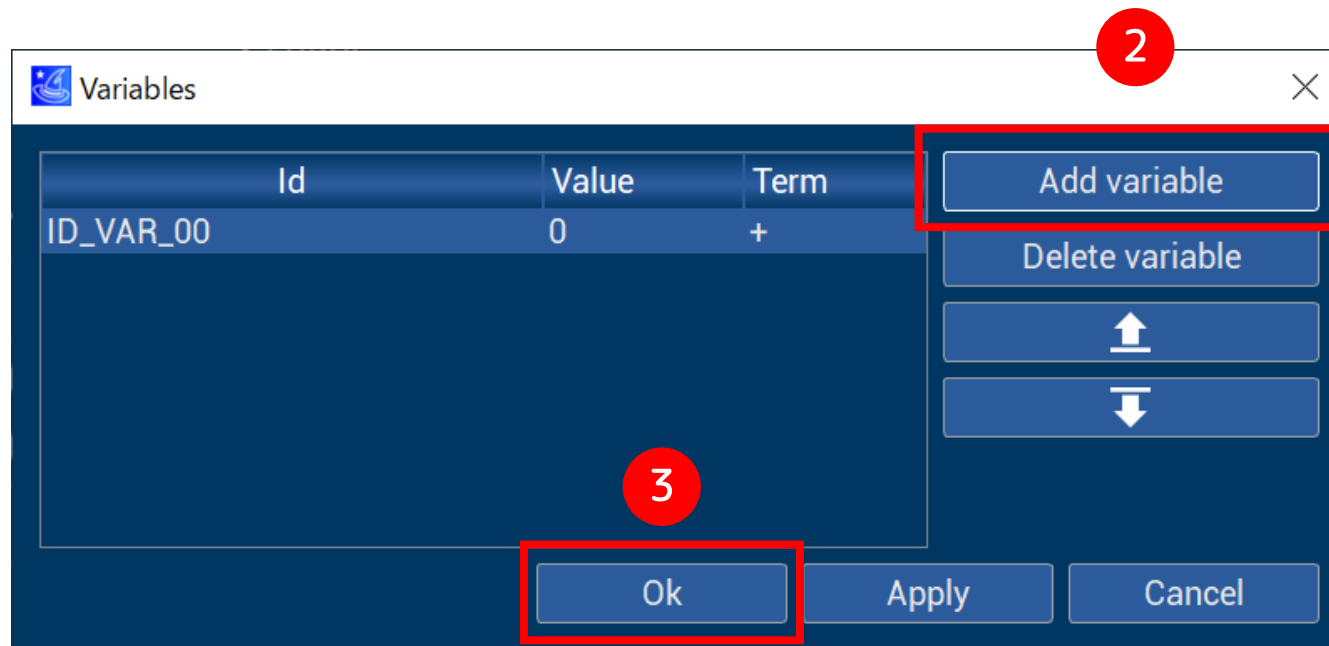 2
Variables
Id Value Term
Add variable
ID_VAR_00 0 +
Delete variable
3
Ok Apply Cancel